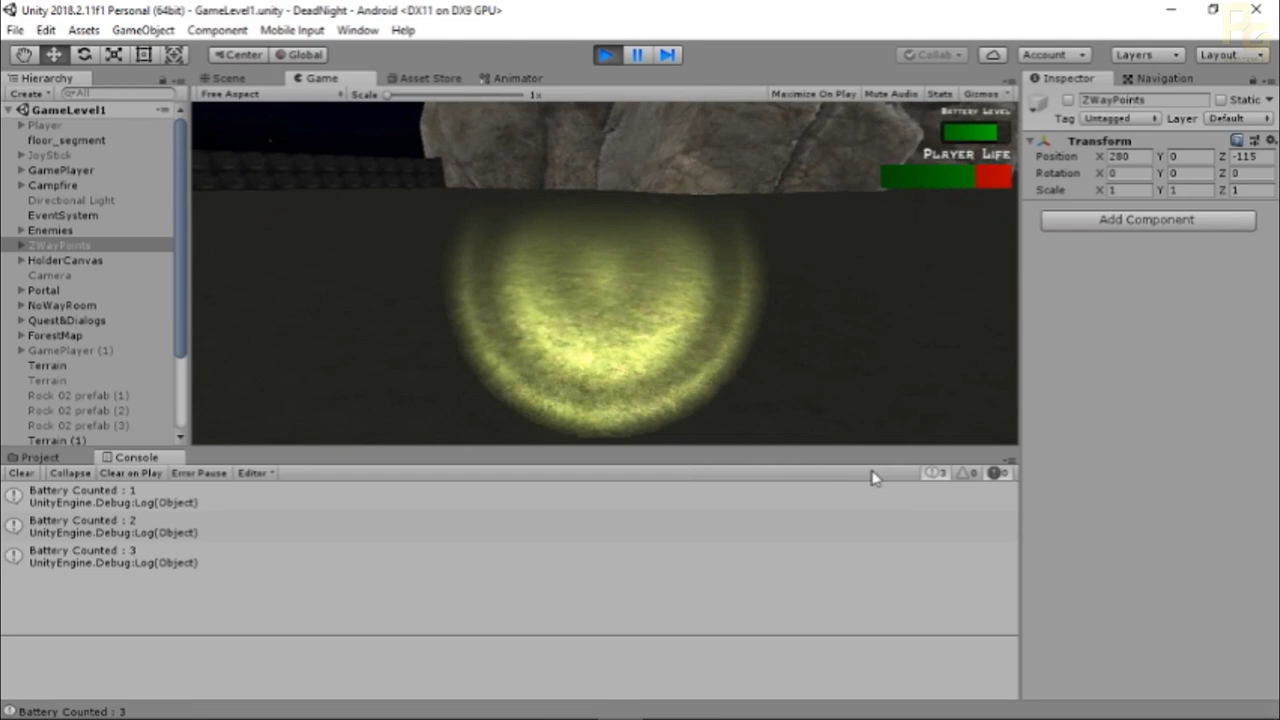 Unity 2018.2.11f1 Personal (64bit) - GameLevel1.unity - DeadNight - Android <DX11 on DX9 GPU>
File Edit Assets GameObject Component Mobile Input Window Help
Center Global Collab Account Layers Layout
Hierarchy Scene Game Asset Store Animator Inspector Navigation
Create All Free Aspect Scale 1x Maximize On Play Mute Audio Stats Gizmos
ZWayPoints Static
Tag Untagged Layer Default
Transform
Position X 280 Y 0 Z -115
Rotation X 0 Y 0 Z 0
Scale X 1 Y 1 Z 1
Add Component
GameLevel1
Player
floor_segment
JoyStick
GamePlayer
Campfire
Directional Light
EventSystem
Enemies
ZWayPoints
HolderCanvas
Camera
Portal
NoWayRoom
Quest&Dialogs
ForestMap
GamePlayer (1)
Terrain
Terrain
Rock 02 prefab (1)
Rock 02 prefab (2)
Rock 02 prefab (3)
Terrain (1)
Battery Level
Player Life
Project Console
Clear Collapse Clear on Play Error Pause Editor 3 0 0
Battery Counted : 1
UnityEngine.Debug:Log(Object)
Battery Counted : 2
UnityEngine.Debug:Log(Object)
Battery Counted : 3
UnityEngine.Debug:Log(Object)
Battery Counted : 3